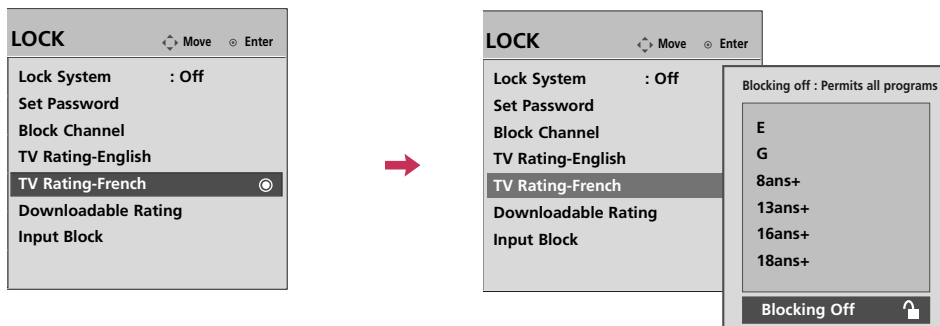 LOCK Move Enter
Lock System : Off
Set Password
Block Channel
TV Rating-English
TV Rating-French
Downloadable Rating
Input Block
LOCK Move Enter
Lock System : Off
Set Password
Block Channel
TV Rating-English
TV Rating-French
Downloadable Rating
Input Block
Blocking off : Permits all programs
E
G
8ans+
13ans+
16ans+
18ans+
Blocking Off